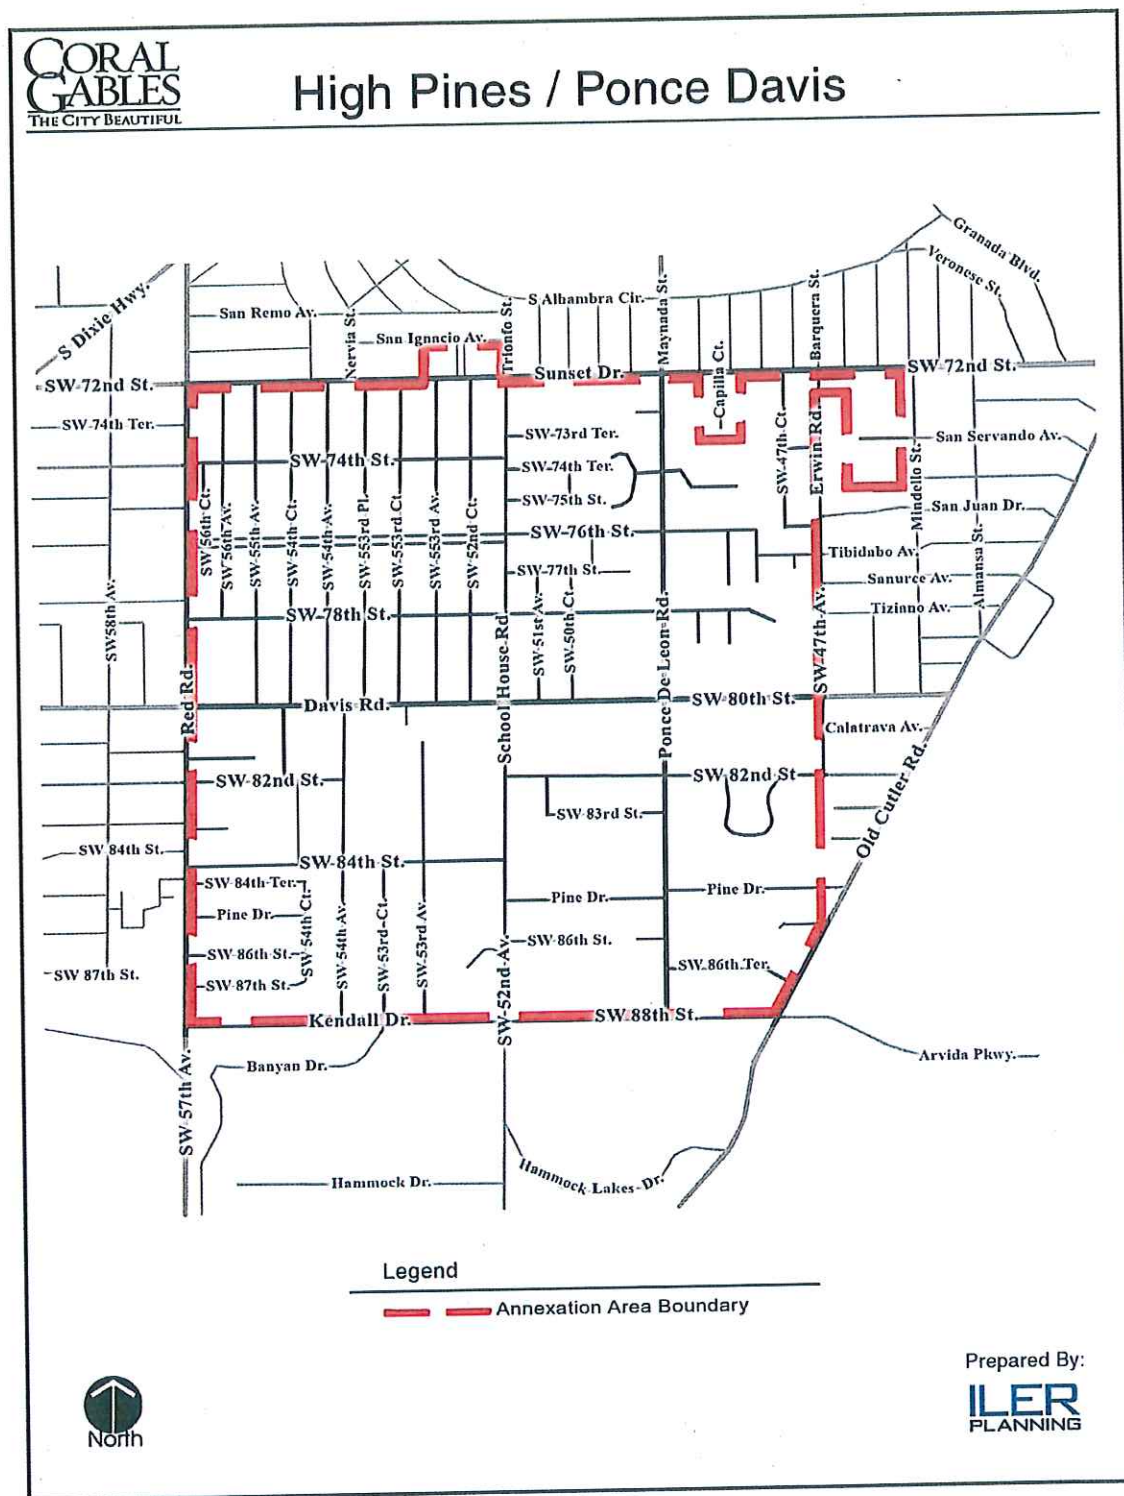 CORAL
GABLES
THE CITY BEAUTIFUL
High Pines / Ponce Davis
Granada Blvd.
Veronese St.
S Dixie Hwy.
San Remo Av.
Nervia St.
San Ignacio Av.
Trionfo St.
S Alhambra Cir.
Maynada St.
Barquera St.
Capilla Ct.
SW 72nd St.
Sunset Dr.
SW 72nd St.
SW 74th Ter.
SW 73rd Ter.
SW 47th Ct.
Erwin Rd.
San Servando Av.
Mindello St.
SW 74th St.
SW 74th Ter.
SW 75th St.
San Juan Dr.
SW 56th Ct.
SW 56th Av.
SW 55th Av.
SW 54th Ct.
SW 54th Av.
SW 553rd Pl.
SW 553rd Ct.
SW 553rd Av.
SW 52nd Ct.
SW 76th St.
Tibidabo Av.
Almansa St.
SW 77th St.
Sanurce Av.
SW58th Av.
SW 78th St.
SW 51st Av.
SW 50th Ct.
Tiziano Av.
Red Rd.
School House Rd.
Ponce De Leon Rd.
SW 47th Av.
Davis Rd.
SW 80th St.
Calatrava Av.
Old Cutler Rd.
SW 82nd St.
SW 82nd St
SW 83rd St.
SW 84th St.
SW 84th St.
SW 84th Ter.
Pine Dr.
SW 54th Ct.
SW 54th Av.
SW 53rd Ct.
SW 53rd Av.
Pine Dr.
Pine Dr.
SW 86th St.
SW 86th St.
SW 86th Ter.
SW 87th St.
SW 87th St.
SW 52nd Av.
Kendall Dr.
SW 88th St.
SW 57th Av.
Banyan Dr.
Arvida Pkwy.
Hammock Dr.
Hammock Lakes Dr.
Legend
Annexation Area Boundary
North
Prepared By:
ILER
PLANNING